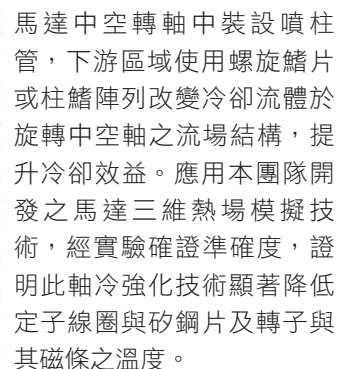 馬達中空轉軸中裝設噴柱
管，下游區域使用螺旋鰭片
或柱鰭陣列改變冷卻流體於
旋轉中空軸之流場結構，提
升冷卻效益。應用本團隊開
發之馬達三維熱場模擬技
術，經實驗確證準確度，證
明此軸冷強化技術顯著降低
定子線圈與矽鋼片及轉子與
其磁條之溫度。